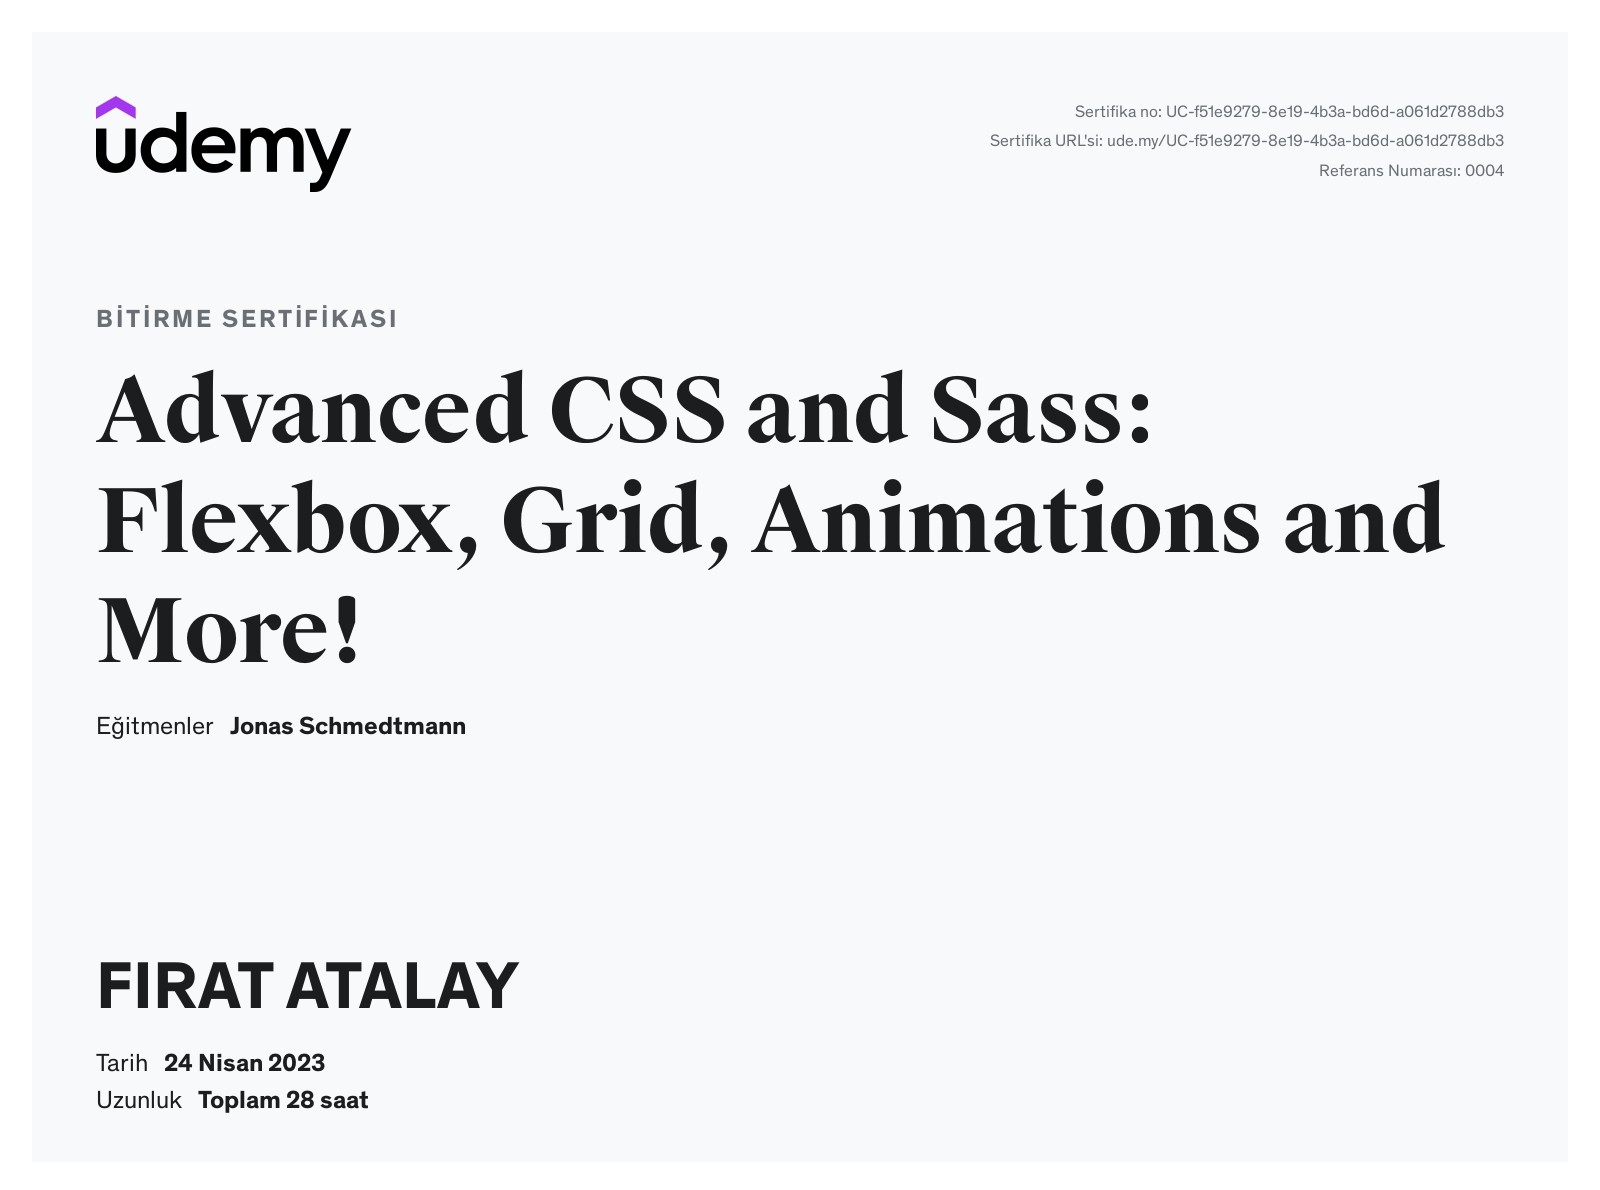 udemy
Sertifika no: UC-f51e9279-8e19-4b3a-bd6d-a061d2788db3
Sertifika URL'si: ude.my/UC-f51e9279-8e19-4b3a-bd6d-a061d2788db3
Referans Numarası: 0004
BİTİRME SERTİFİKASI
Advanced CSS and Sass:
Flexbox, Grid, Animations and
More!
Eğitmenler Jonas Schmedtmann
FIRAT ATALAY
Tarih 24 Nisan 2023
Uzunluk Toplam 28 saat